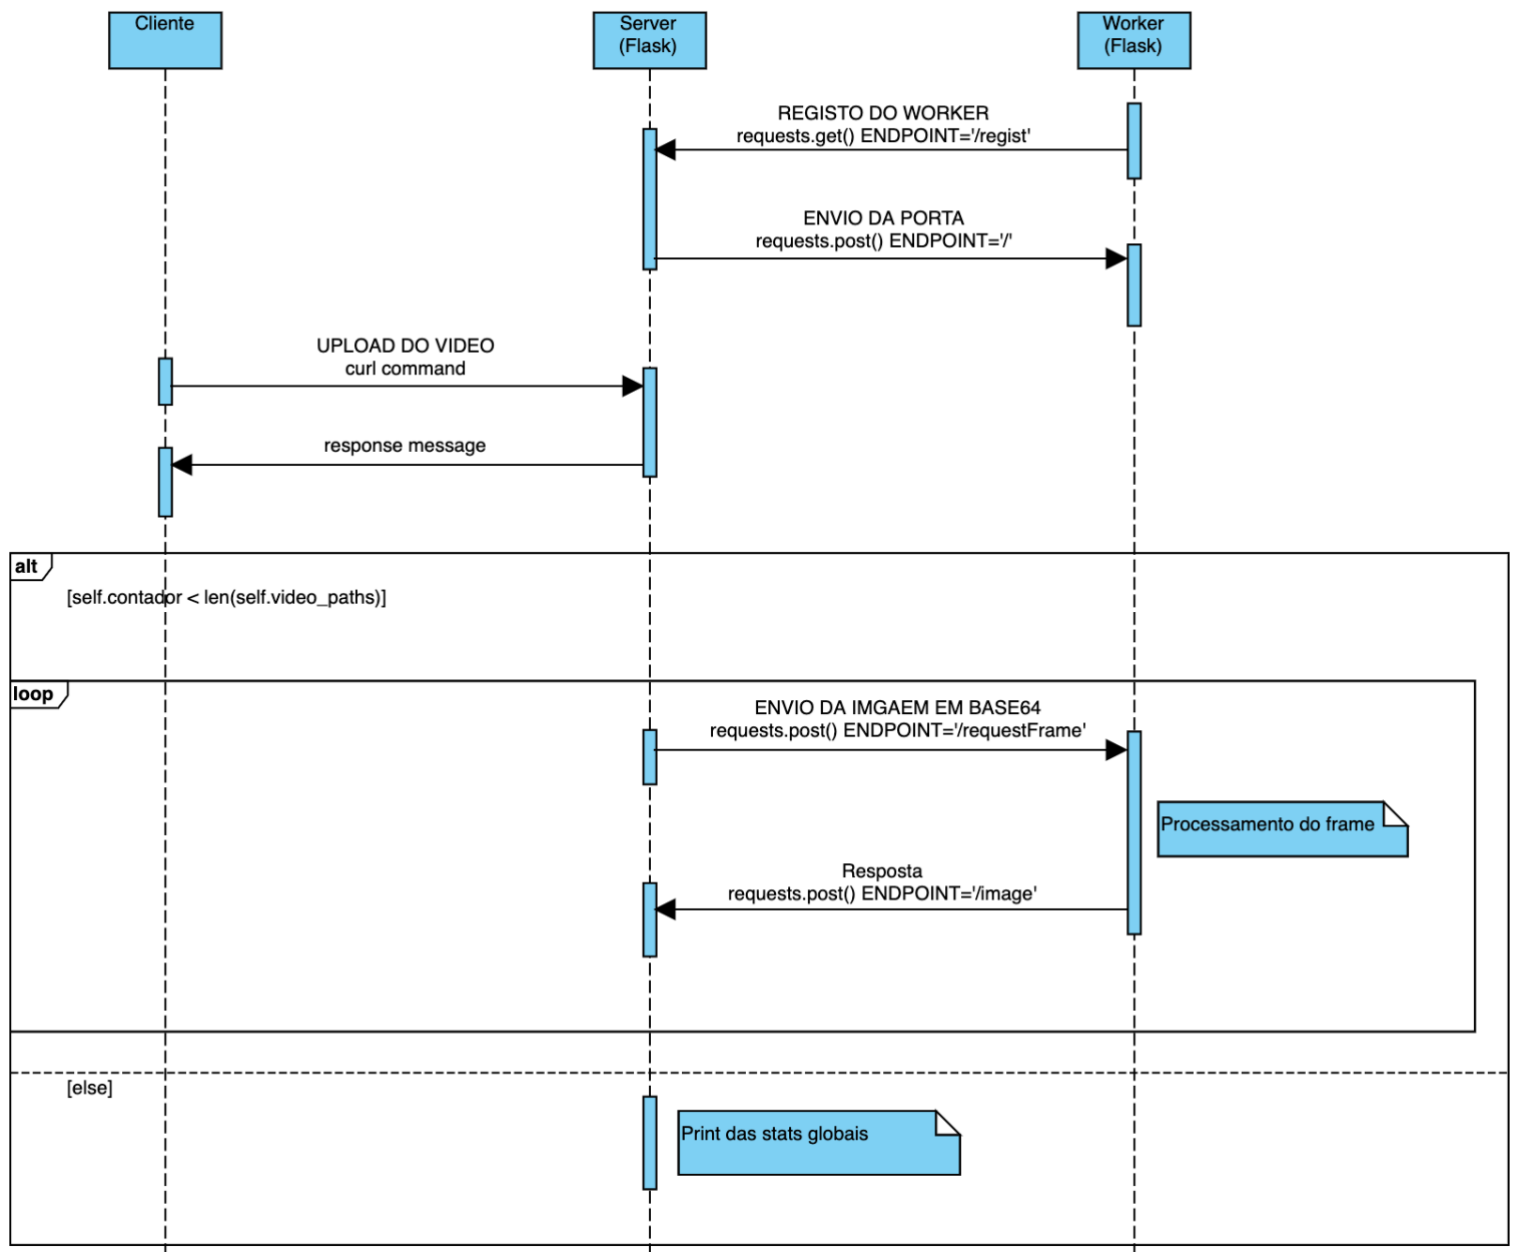 Cliente
Server
(Flask)
Worker
(Flask)
REGISTO DO WORKER
requests.get() ENDPOINT='/regist'
ENVIO DA PORTA
requests.post() ENDPOINT='/'
UPLOAD DO VIDEO
curl command
response message
alt
[self.contador < len(self.video_paths)]
loop
ENVIO DA IMGAEM EM BASE64
requests.post() ENDPOINT='/requestFrame'
Processamento do frame
Resposta
requests.post() ENDPOINT='/image'
[else]
Print das stats globais